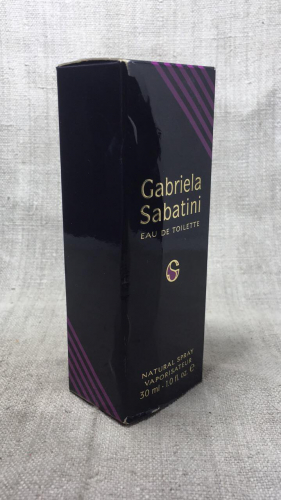 Gabriela
Sabatini
EAU DE TOILETTE
S
NATURAL SPRAY
VAPORISATEUR
30 ml - 1.0 fl. oz. ℮